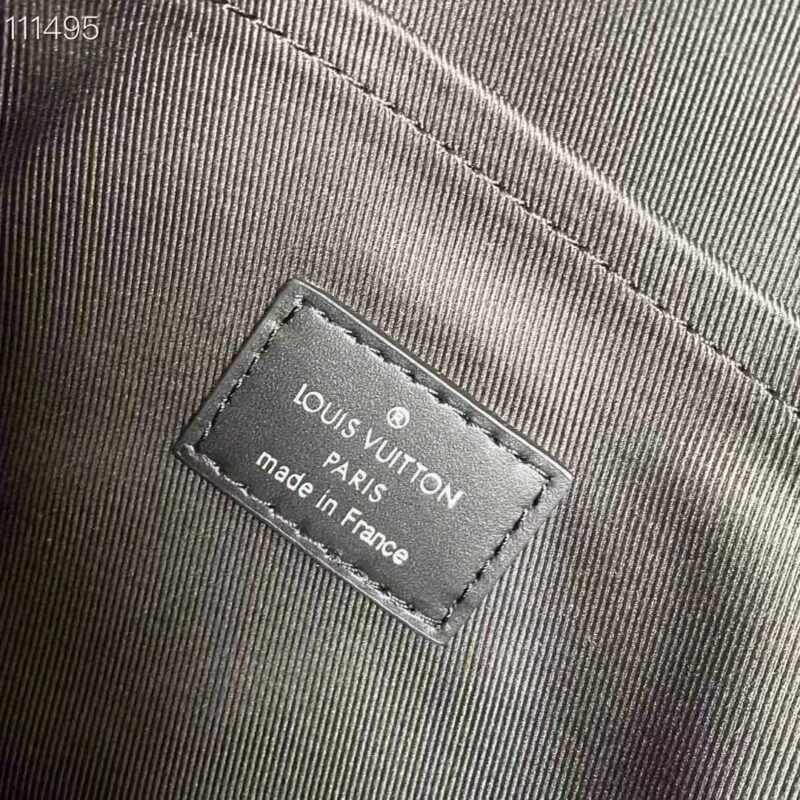 111495
®
LOUIS VUITTON
PARIS
made in France